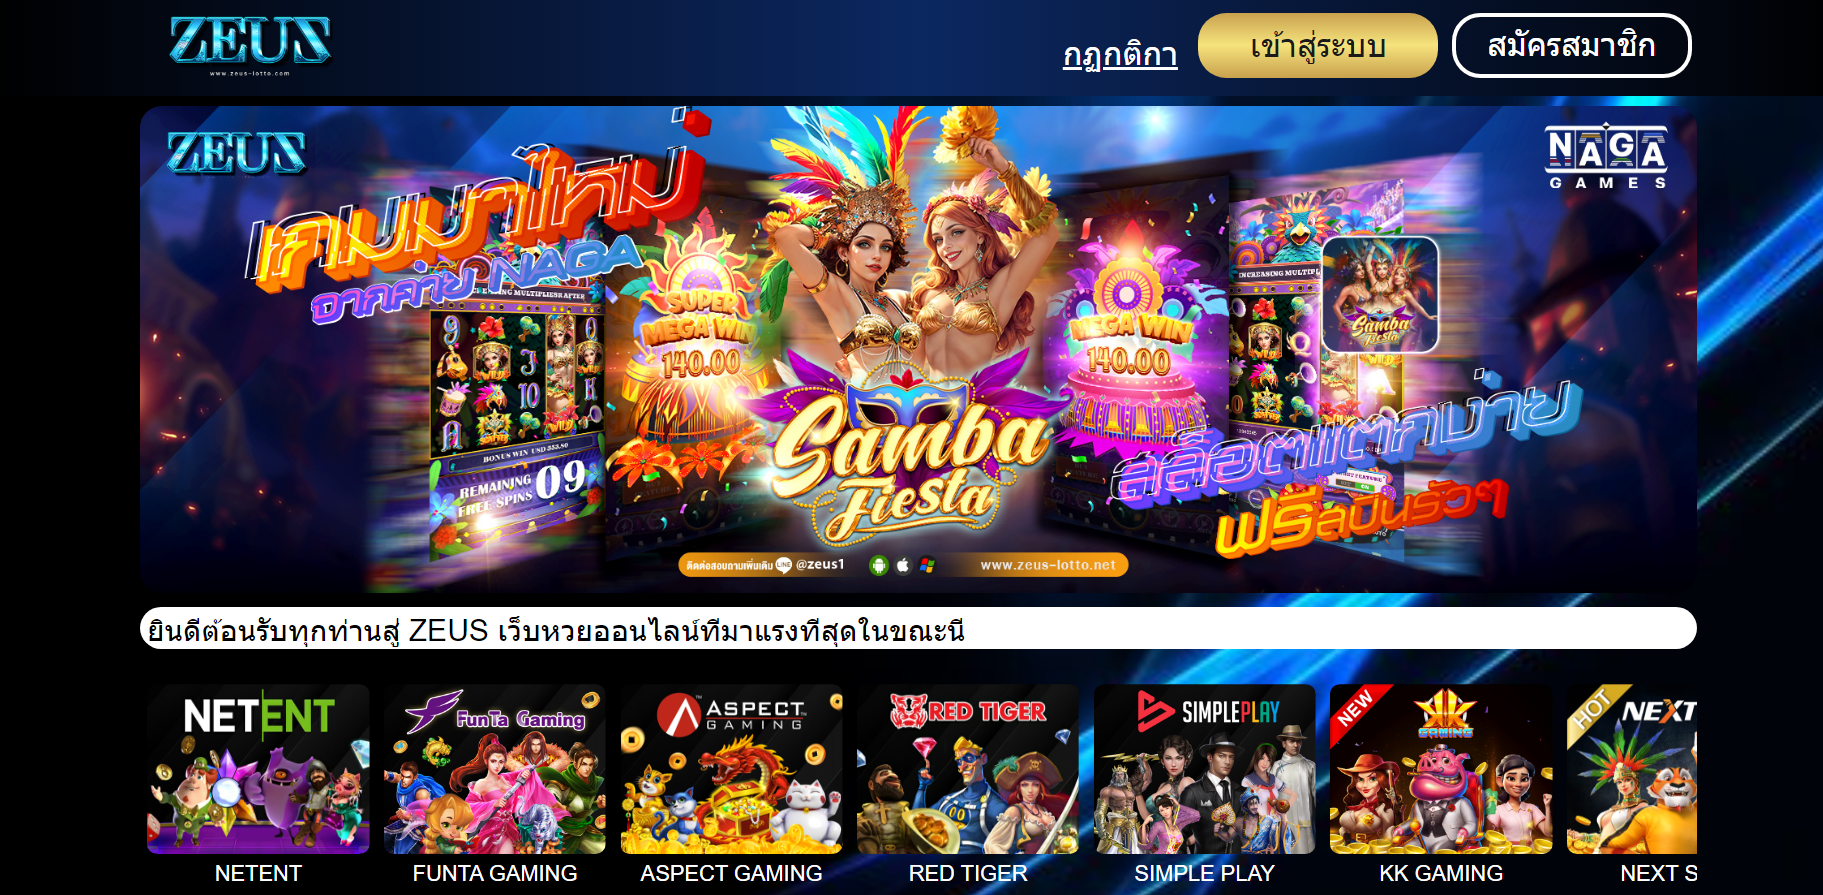 ZEUS
www.zeus-lotto.com
กฎกติกา
เข้าสู่ระบบ
สมัครสมาชิก
ZEUS
เกมมาใหม่
จากค่าย NAGA
NAGA
GAMES
SUPER
MEGA WIN
140.00
MEGA WIN
140.00
BONUS WIN USD 553.80
REMAINING
FREE SPINS 09
Samba
Fiesta
Samba
Fiesta
สล็อตแตกง่าย
ฟรีสปินรัวๆ
ติดต่อสอบถามเพิ่มเติม LINE @zeus1
www.zeus-lotto.net
ยินดีต้อนรับทุกท่านสู่ ZEUS เว็บหวยออนไลน์ที่มาแรงที่สุดในขณะนี้
NETENT
FunTa Gaming
ASPECT
GAMING
RED TIGER
SIMPLEPLAY
NEW
KK
GAMING
HOT
NEXT
NETENT
FUNTA GAMING
ASPECT GAMING
RED TIGER
SIMPLE PLAY
KK GAMING
NEXT S